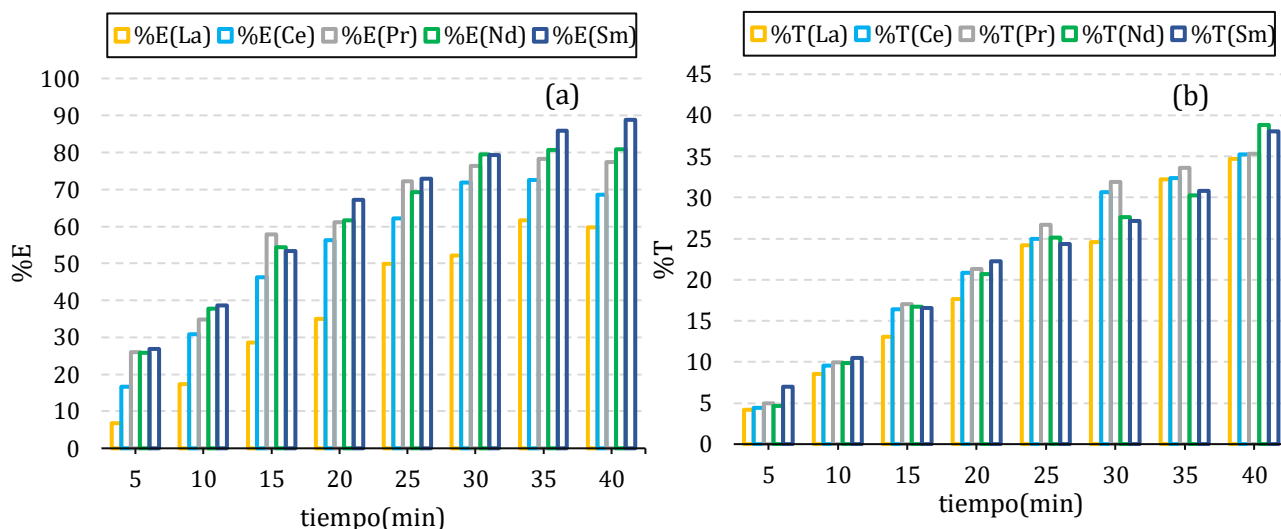 %E(La) %E(Ce) %E(Pr) %E(Nd) %E(Sm)
(a)
100
90
80
70
60
50
40
30
20
10
0
%E
5 10 15 20 25 30 35 40
tiempo(min)
%T(La) %T(Ce) %T(Pr) %T(Nd) %T(Sm)
(b)
45
40
35
30
25
20
15
10
5
0
%T
5 10 15 20 25 30 35 40
tiempo(min)